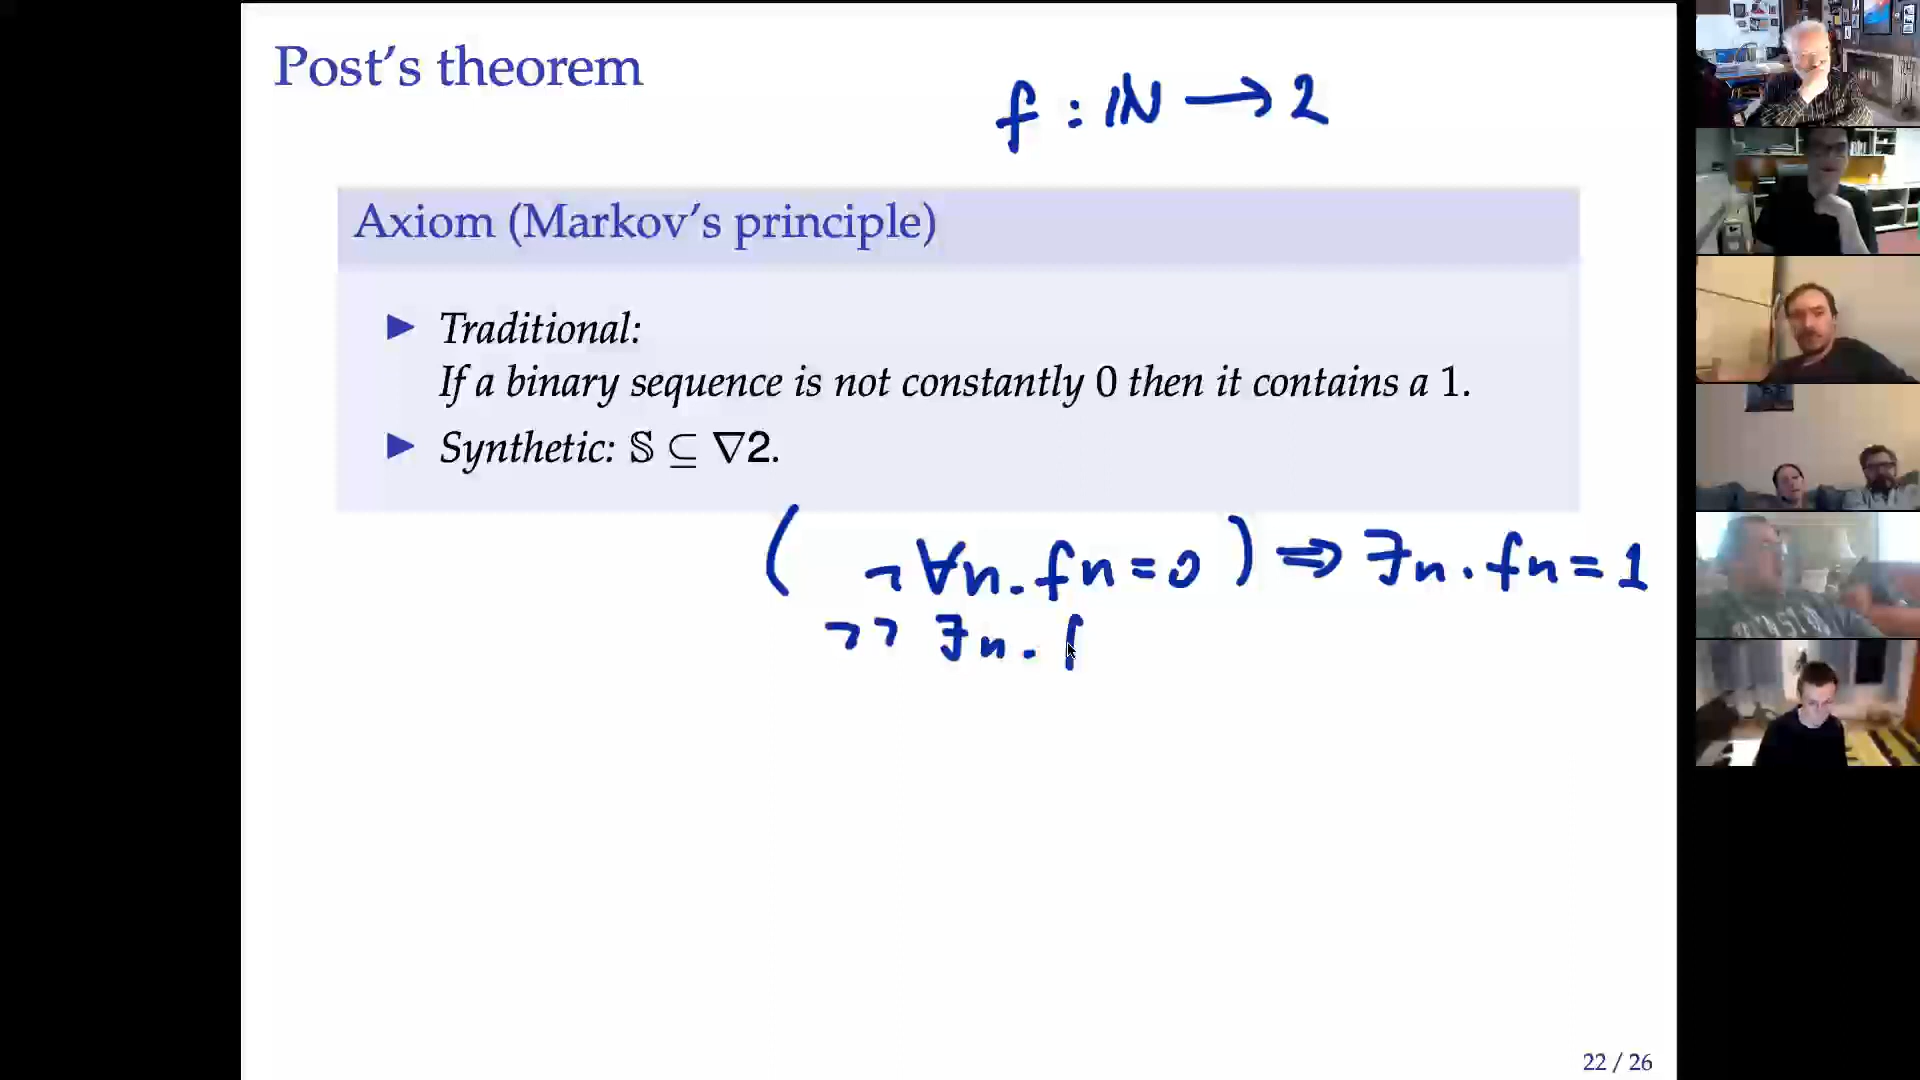 Post's theorem
f : ℕ → 2
Axiom (Markov's principle)
▶ Traditional:
If a binary sequence is not constantly 0 then it contains a 1.
▶ Synthetic: 𝕊 ⊆ ∇2.
( ¬∀n. fn = 0 ) ⇒ ∃n. fn = 1
¬¬ ∃n. f
22 / 26